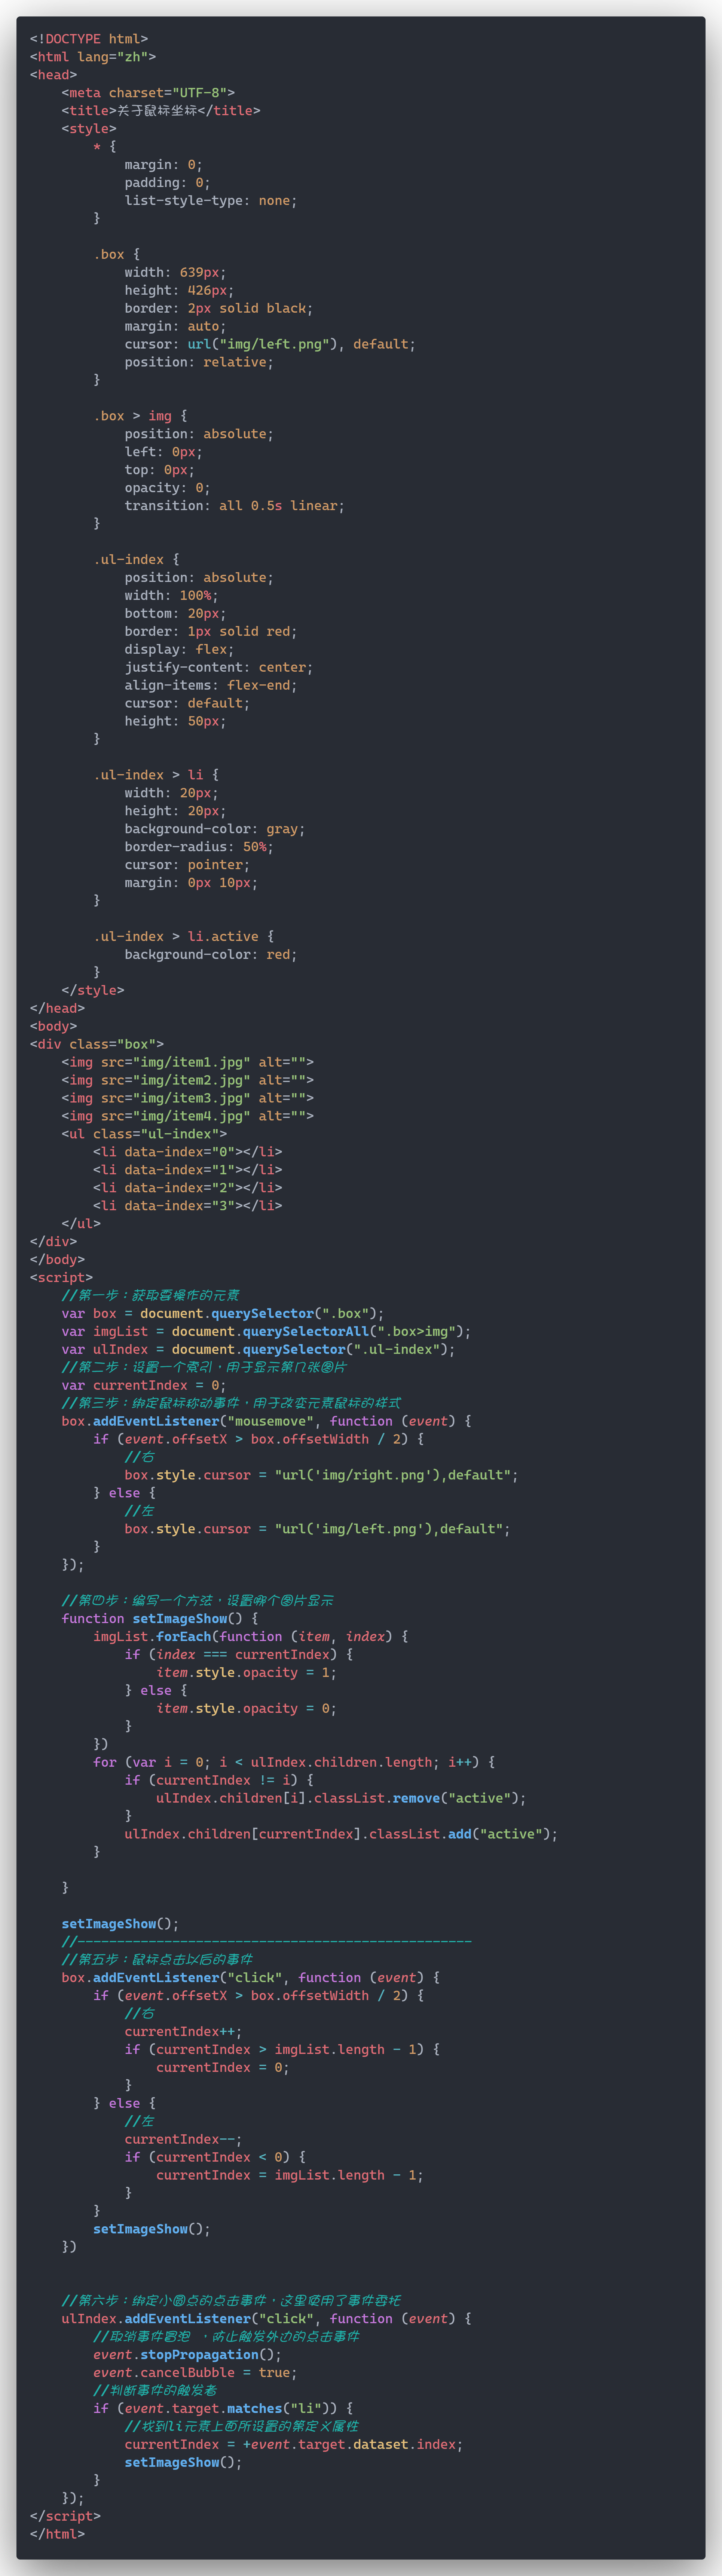 <!DOCTYPE html>
<html lang="zh">
<head>
    <meta charset="UTF-8">
    <title>关于鼠标坐标</title>
    <style>
        * {
            margin: 0;
            padding: 0;
            list-style-type: none;
        }

        .box {
            width: 639px;
            height: 426px;
            border: 2px solid black;
            margin: auto;
            cursor: url("img/left.png"), default;
            position: relative;
        }

        .box > img {
            position: absolute;
            left: 0px;
            top: 0px;
            opacity: 0;
            transition: all 0.5s linear;
        }

        .ul-index {
            position: absolute;
            width: 100%;
            bottom: 20px;
            border: 1px solid red;
            display: flex;
            justify-content: center;
            align-items: flex-end;
            cursor: default;
            height: 50px;
        }

        .ul-index > li {
            width: 20px;
            height: 20px;
            background-color: gray;
            border-radius: 50%;
            cursor: pointer;
            margin: 0px 10px;
        }

        .ul-index > li.active {
            background-color: red;
        }
    </style>
</head>
<body>
<div class="box">
    <img src="img/item1.jpg" alt="">
    <img src="img/item2.jpg" alt="">
    <img src="img/item3.jpg" alt="">
    <img src="img/item4.jpg" alt="">
    <ul class="ul-index">
        <li data-index="0"></li>
        <li data-index="1"></li>
        <li data-index="2"></li>
        <li data-index="3"></li>
    </ul>
</div>
</body>
<script>
    //第一步：获取要操作的元素
    var box = document.querySelector(".box");
    var imgList = document.querySelectorAll(".box>img");
    var ulIndex = document.querySelector(".ul-index");
    //第二步：设置一个索引，用于显示第几张图片
    var currentIndex = 0;
    //第三步：绑定鼠标移动事件，用于改变元素鼠标的样式
    box.addEventListener("mousemove", function (event) {
        if (event.offsetX > box.offsetWidth / 2) {
            //右
            box.style.cursor = "url('img/right.png'),default";
        } else {
            //左
            box.style.cursor = "url('img/left.png'),default";
        }
    });

    //第四步：编写一个方法，设置哪个图片显示
    function setImageShow() {
        imgList.forEach(function (item, index) {
            if (index === currentIndex) {
                item.style.opacity = 1;
            } else {
                item.style.opacity = 0;
            }
        })
        for (var i = 0; i < ulIndex.children.length; i++) {
            if (currentIndex != i) {
                ulIndex.children[i].classList.remove("active");
            }
            ulIndex.children[currentIndex].classList.add("active");
        }

    }

    setImageShow();
    //--------------------------------------------------
    //第五步：鼠标点击以后的事件
    box.addEventListener("click", function (event) {
        if (event.offsetX > box.offsetWidth / 2) {
            //右
            currentIndex++;
            if (currentIndex > imgList.length - 1) {
                currentIndex = 0;
            }
        } else {
            //左
            currentIndex--;
            if (currentIndex < 0) {
                currentIndex = imgList.length - 1;
            }
        }
        setImageShow();
    })


    //第六步：绑定小圆点的点击事件，这里使用了事件委托
    ulIndex.addEventListener("click", function (event) {
        //取消事件冒泡 ，防止触发外边的点击事件
        event.stopPropagation();
        event.cancelBubble = true;
        //判断事件的触发者
        if (event.target.matches("li")) {
            //找到li元素上面所设置的第定义属性
            currentIndex = +event.target.dataset.index;
            setImageShow();
        }
    });
</script>
</html>